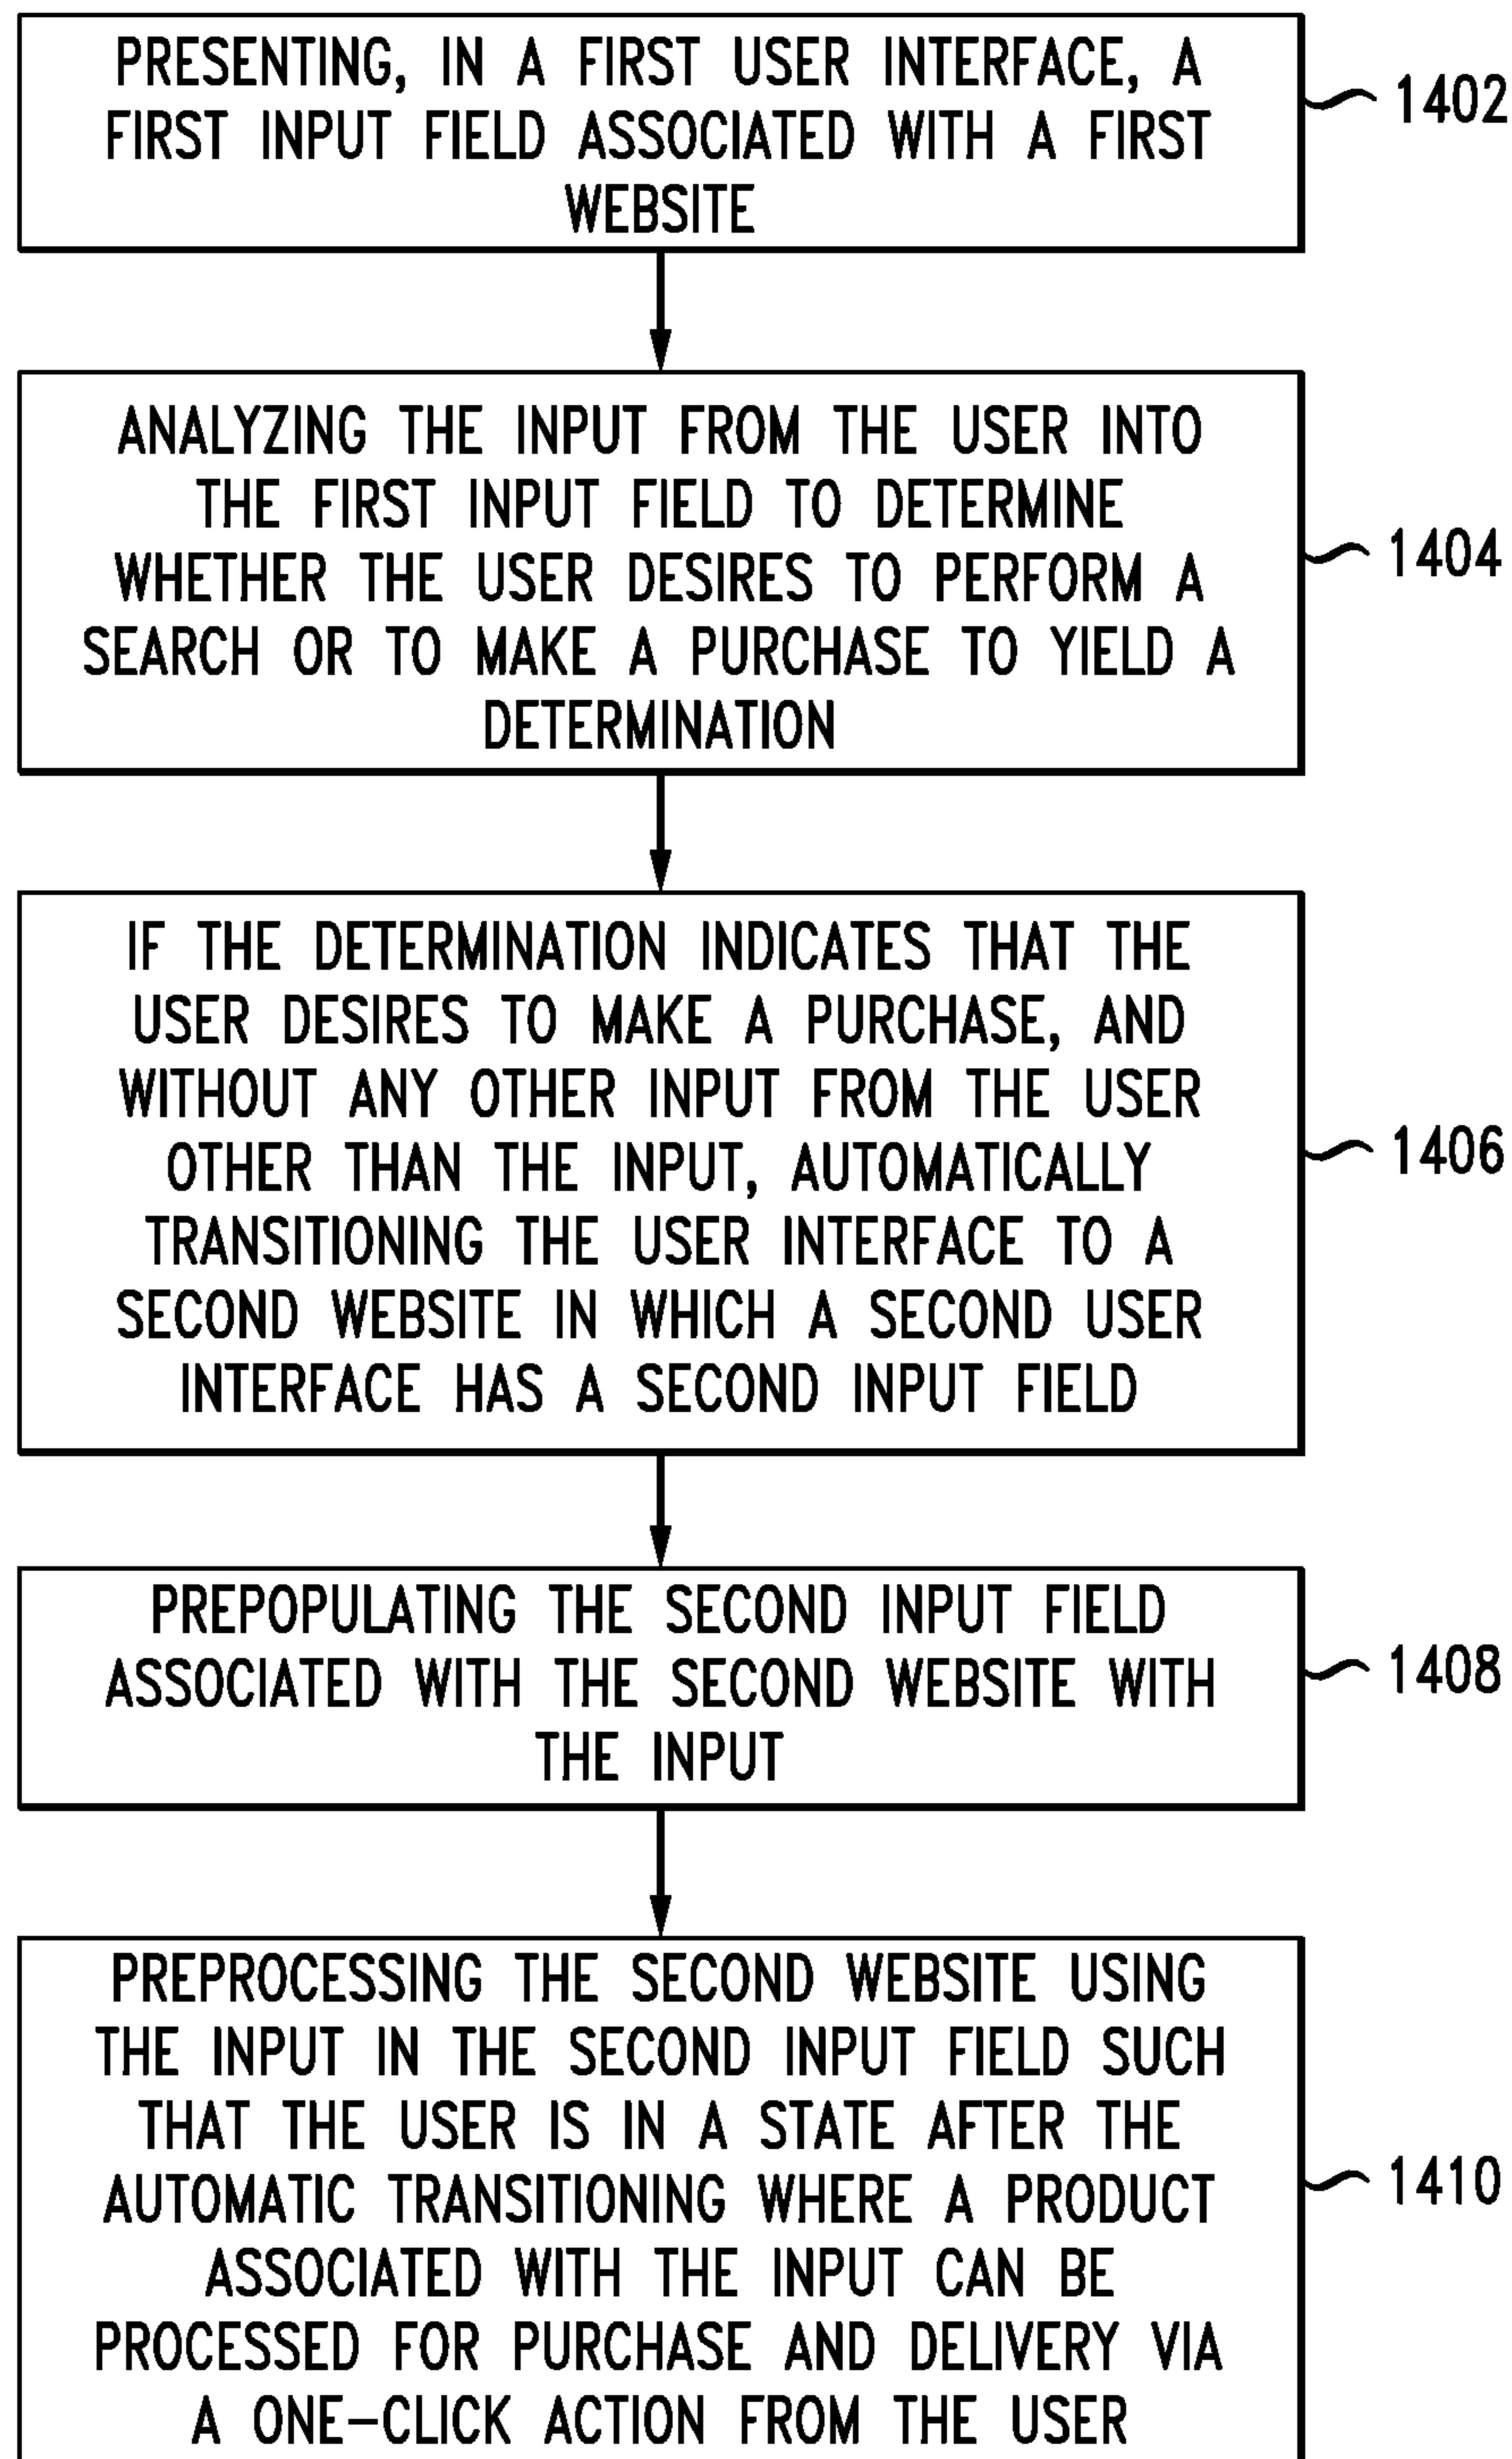 PRESENTING, IN A FIRST USER INTERFACE, A
FIRST INPUT FIELD ASSOCIATED WITH A FIRST
WEBSITE
1402
ANALYZING THE INPUT FROM THE USER INTO
THE FIRST INPUT FIELD TO DETERMINE
WHETHER THE USER DESIRES TO PERFORM A
SEARCH OR TO MAKE A PURCHASE TO YIELD A
DETERMINATION
1404
IF THE DETERMINATION INDICATES THAT THE
USER DESIRES TO MAKE A PURCHASE, AND
WITHOUT ANY OTHER INPUT FROM THE USER
OTHER THAN THE INPUT, AUTOMATICALLY
TRANSITIONING THE USER INTERFACE TO A
SECOND WEBSITE IN WHICH A SECOND USER
INTERFACE HAS A SECOND INPUT FIELD
1406
PREPOPULATING THE SECOND INPUT FIELD
ASSOCIATED WITH THE SECOND WEBSITE WITH
THE INPUT
1408
PREPROCESSING THE SECOND WEBSITE USING
THE INPUT IN THE SECOND INPUT FIELD SUCH
THAT THE USER IS IN A STATE AFTER THE
AUTOMATIC TRANSITIONING WHERE A PRODUCT
ASSOCIATED WITH THE INPUT CAN BE
PROCESSED FOR PURCHASE AND DELIVERY VIA
A ONE-CLICK ACTION FROM THE USER
1410